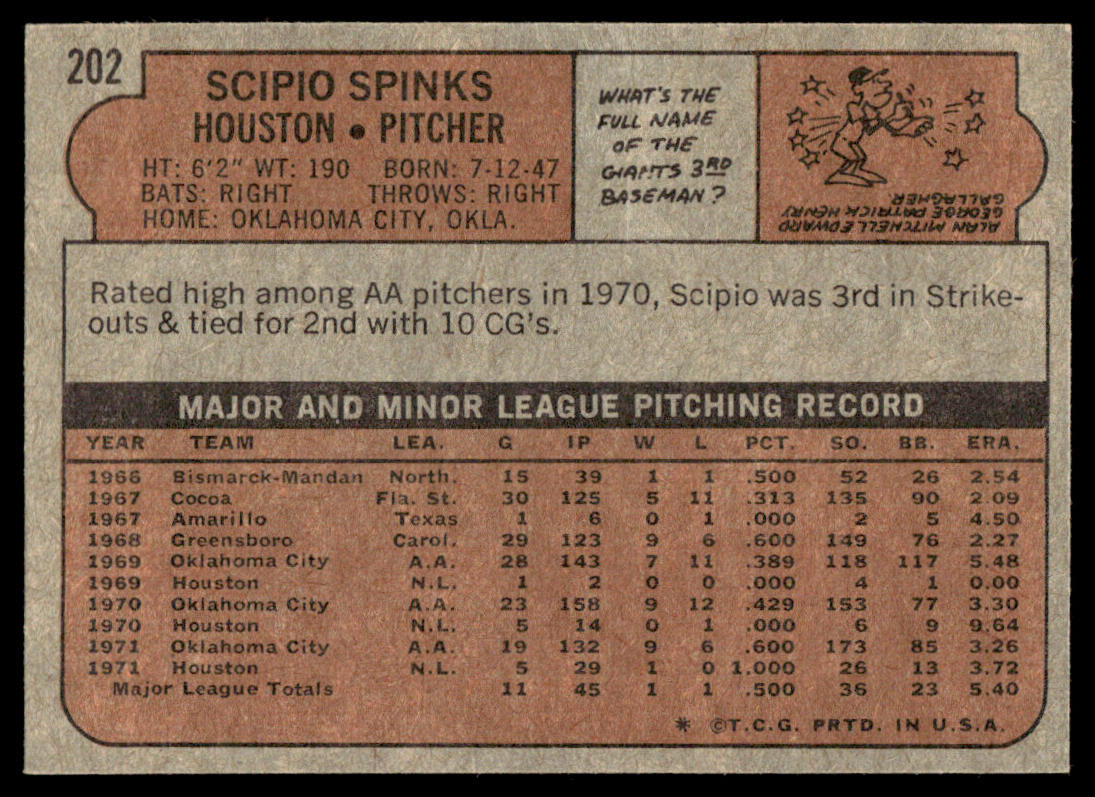 202
SCIPIO SPINKS
HOUSTON • PITCHER
HT: 6'2" WT: 190 BORN: 7-12-47
BATS: RIGHT THROWS: RIGHT
HOME: OKLAHOMA CITY, OKLA.
WHAT'S THE
FULL NAME
OF THE
GIANTS 3RD
BASEMAN?
ALAN MITCHELL EDWARD
GEORGE PATRICK HENRY
GALLAGHER
Rated high among AA pitchers in 1970, Scipio was 3rd in Strike-
outs & tied for 2nd with 10 CG's.
MAJOR AND MINOR LEAGUE PITCHING RECORD
YEAR TEAM LEA. G IP W L PCT. SO. BB. ERA.
1966 Bismarck-Mandan North. 15 39 1 1 .500 52 26 2.54
1967 Cocoa Fla. St. 30 125 5 11 .313 135 90 2.09
1967 Amarillo Texas 1 6 0 1 .000 2 5 4.50
1968 Greensboro Carol. 29 123 9 6 .600 149 76 2.27
1969 Oklahoma City A.A. 28 143 7 11 .389 118 117 5.48
1969 Houston N.L. 1 2 0 0 .000 4 1 0.00
1970 Oklahoma City A.A. 23 158 9 12 .429 153 77 3.30
1970 Houston N.L. 5 14 0 1 .000 6 9 9.64
1971 Oklahoma City A.A. 19 132 9 6 .600 173 85 3.26
1971 Houston N.L. 5 29 1 0 1.000 26 13 3.72
Major League Totals 11 45 1 1 .500 36 23 5.40
* ©T.C.G. PRTD. IN U.S.A.